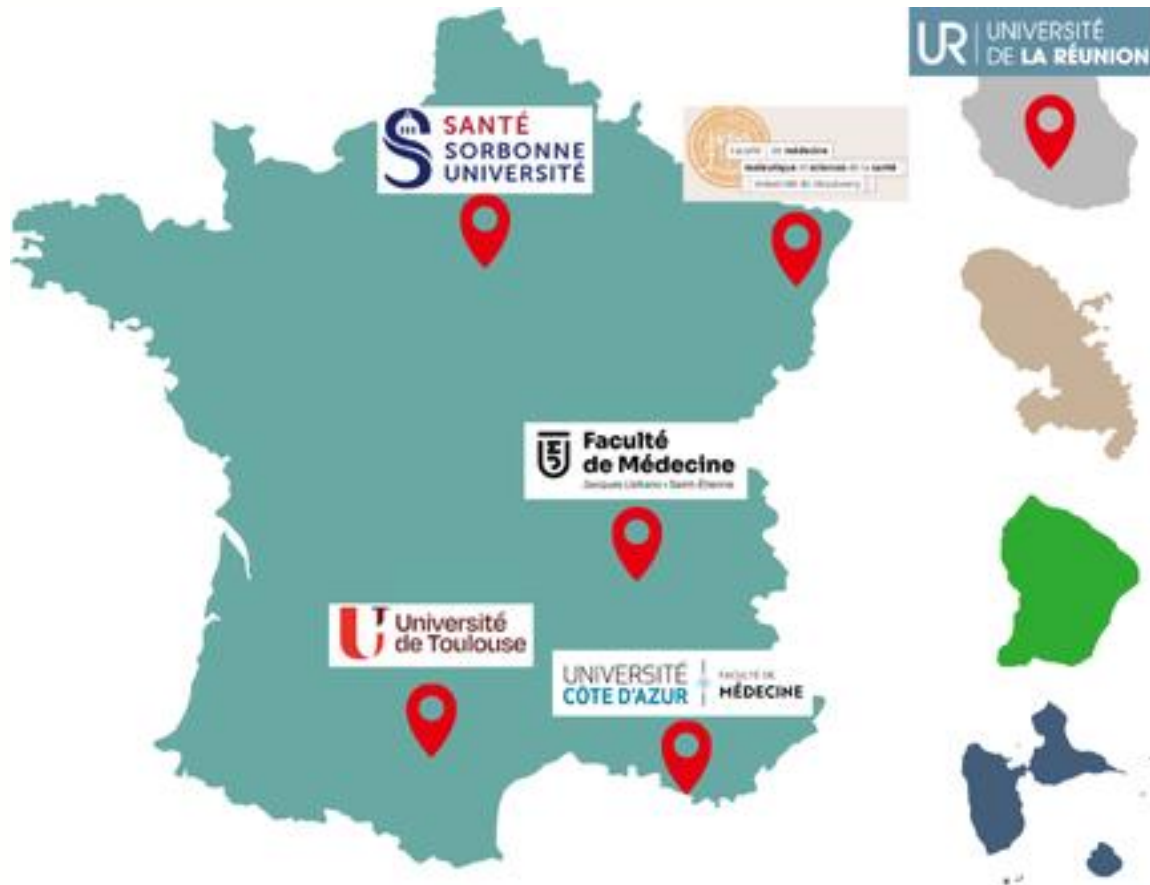 UR UNIVERSITÉ
DE LA RÉUNION
SANTÉ
SORBONNE
UNIVERSITÉ
Faculté de médecine
maïeutique et sciences de la santé
Université de Strasbourg
Faculté
de Médecine
Jacques Lisfranc • Saint-Étienne
Université
de Toulouse
UNIVERSITÉ
CÔTE D'AZUR
FACULTÉ DE
MÉDECINE